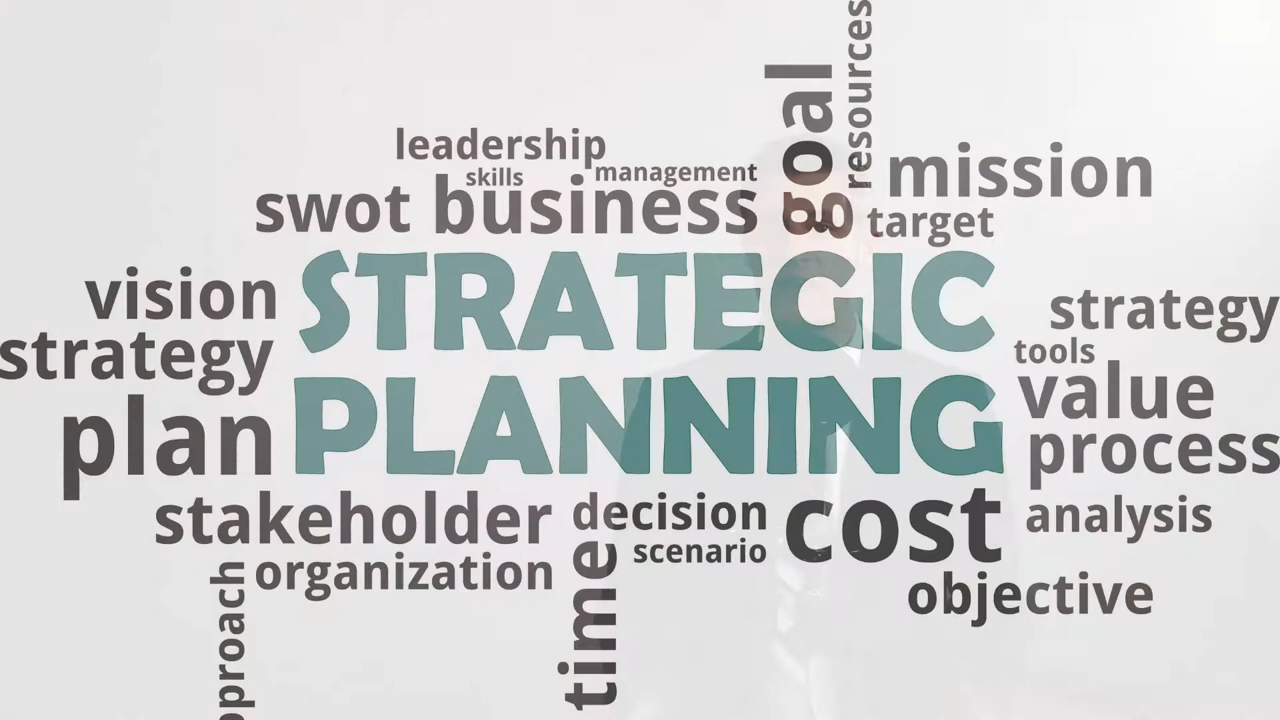 resources
goal
leadership
skills
management
mission
swot
business
target
STRATEGIC
PLANNING
vision
strategy
plan
strategy
tools
value
process
stakeholder
decision
cost
analysis
organization
scenario
objective
time
pproach